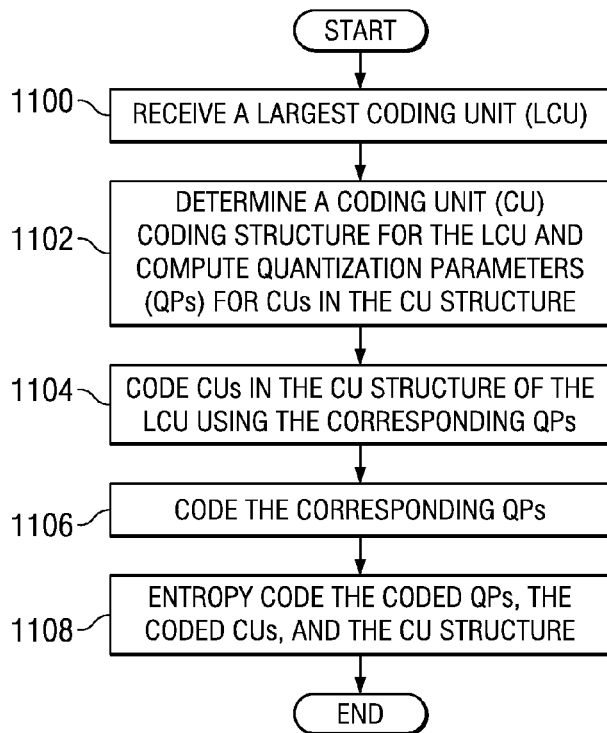 START
1100
RECEIVE A LARGEST CODING UNIT (LCU)
1102
DETERMINE A CODING UNIT (CU)
CODING STRUCTURE FOR THE LCU AND
COMPUTE QUANTIZATION PARAMETERS
(QPs) FOR CUs IN THE CU STRUCTURE
1104
CODE CUs IN THE CU STRUCTURE OF THE
LCU USING THE CORRESPONDING QPs
1106
CODE THE CORRESPONDING QPs
1108
ENTROPY CODE THE CODED QPs, THE
CODED CUs, AND THE CU STRUCTURE
END